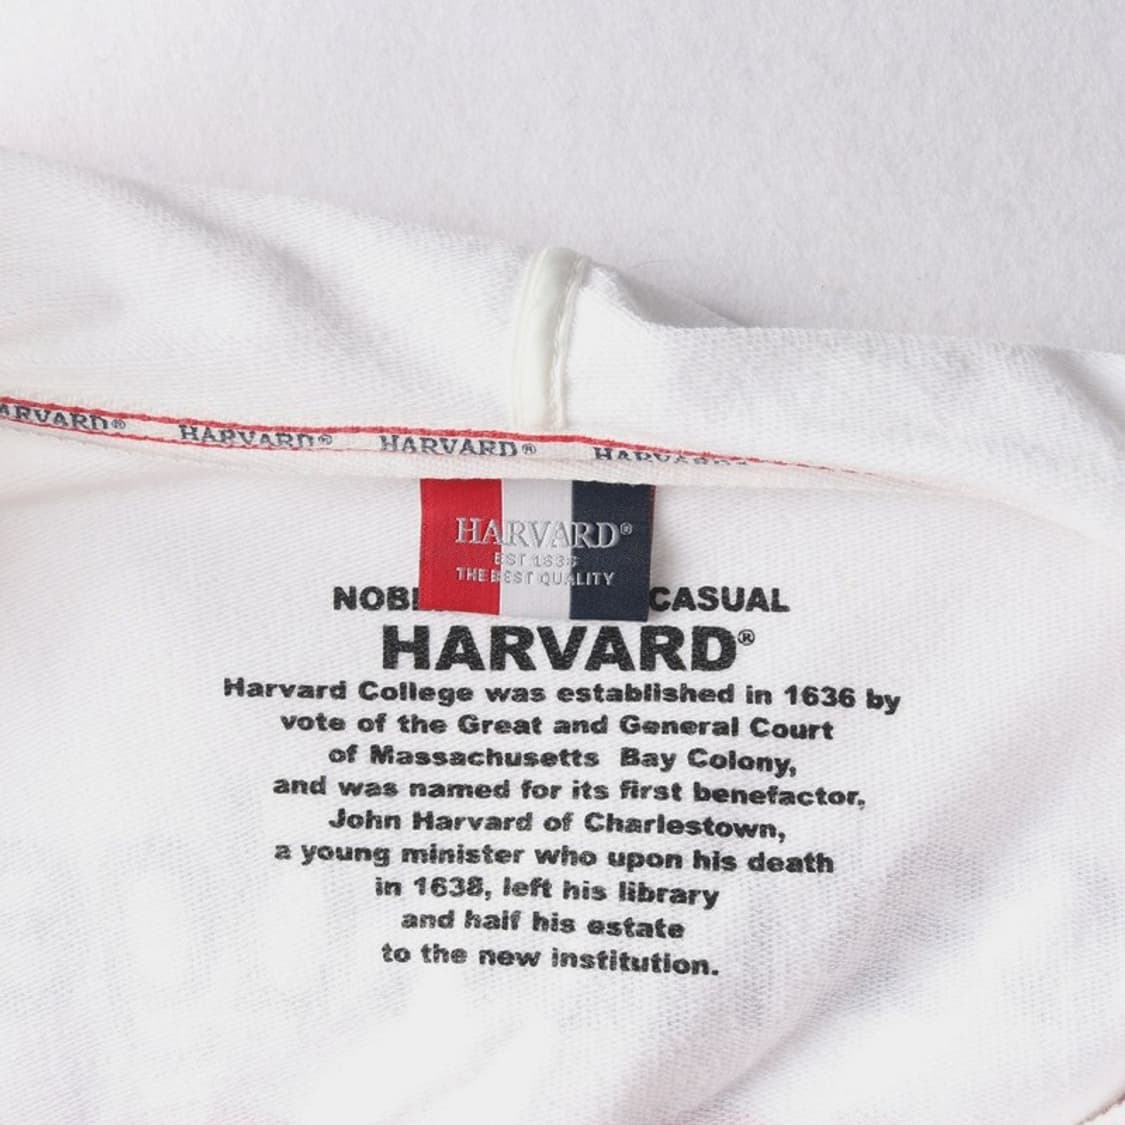 HARVARD®
HARVARD®
HARVARD®
HARVARD®
EST 1636
THE BEST QUALITY
CASUAL
HARVARD®
Harvard College was established in 1636 by
vote of the Great and General Court
of Massachusetts Bay Colony,
and was named for its first benefactor,
John Harvard of Charlestown,
a young minister who upon his death
in 1638, left his library
and half his estate
to the new institution.